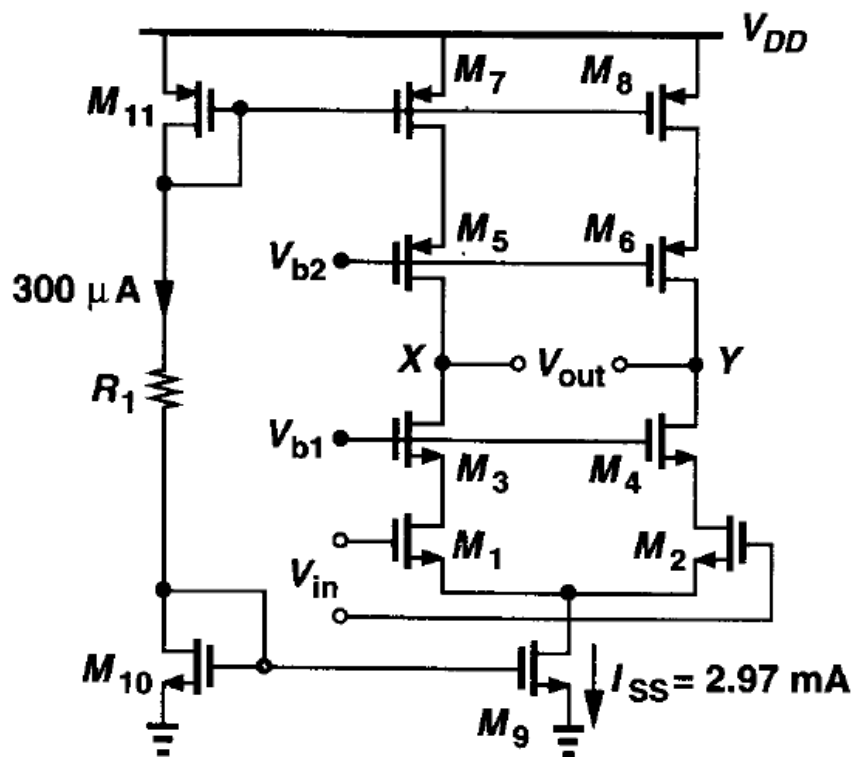 V_DD
M_11
M_7
M_8
V_b2
M_5
M_6
300 μA
X
V_out
Y
R_1
V_b1
M_3
M_4
V_in
M_1
M_2
M_10
M_9
I_SS = 2.97 mA